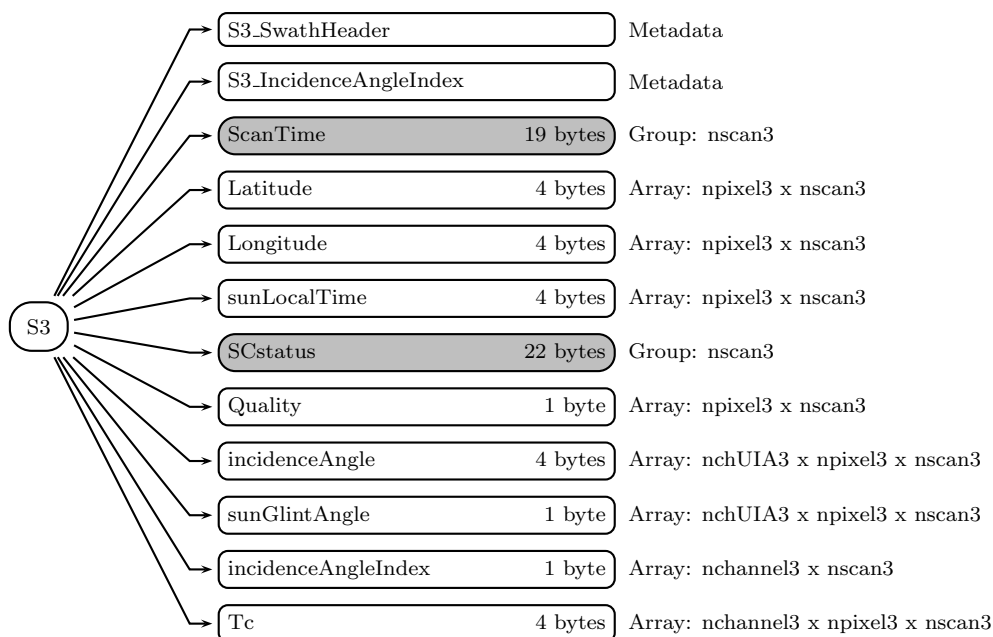 S3_SwathHeader Metadata
S3_IncidenceAngleIndex Metadata
ScanTime 19 bytes Group: nscan3
Latitude 4 bytes Array: npixel3 x nscan3
Longitude 4 bytes Array: npixel3 x nscan3
sunLocalTime 4 bytes Array: npixel3 x nscan3
S3
SCstatus 22 bytes Group: nscan3
Quality 1 byte Array: npixel3 x nscan3
incidenceAngle 4 bytes Array: nchUIA3 x npixel3 x nscan3
sunGlintAngle 1 byte Array: nchUIA3 x npixel3 x nscan3
incidenceAngleIndex 1 byte Array: nchannel3 x nscan3
Tc 4 bytes Array: nchannel3 x npixel3 x nscan3